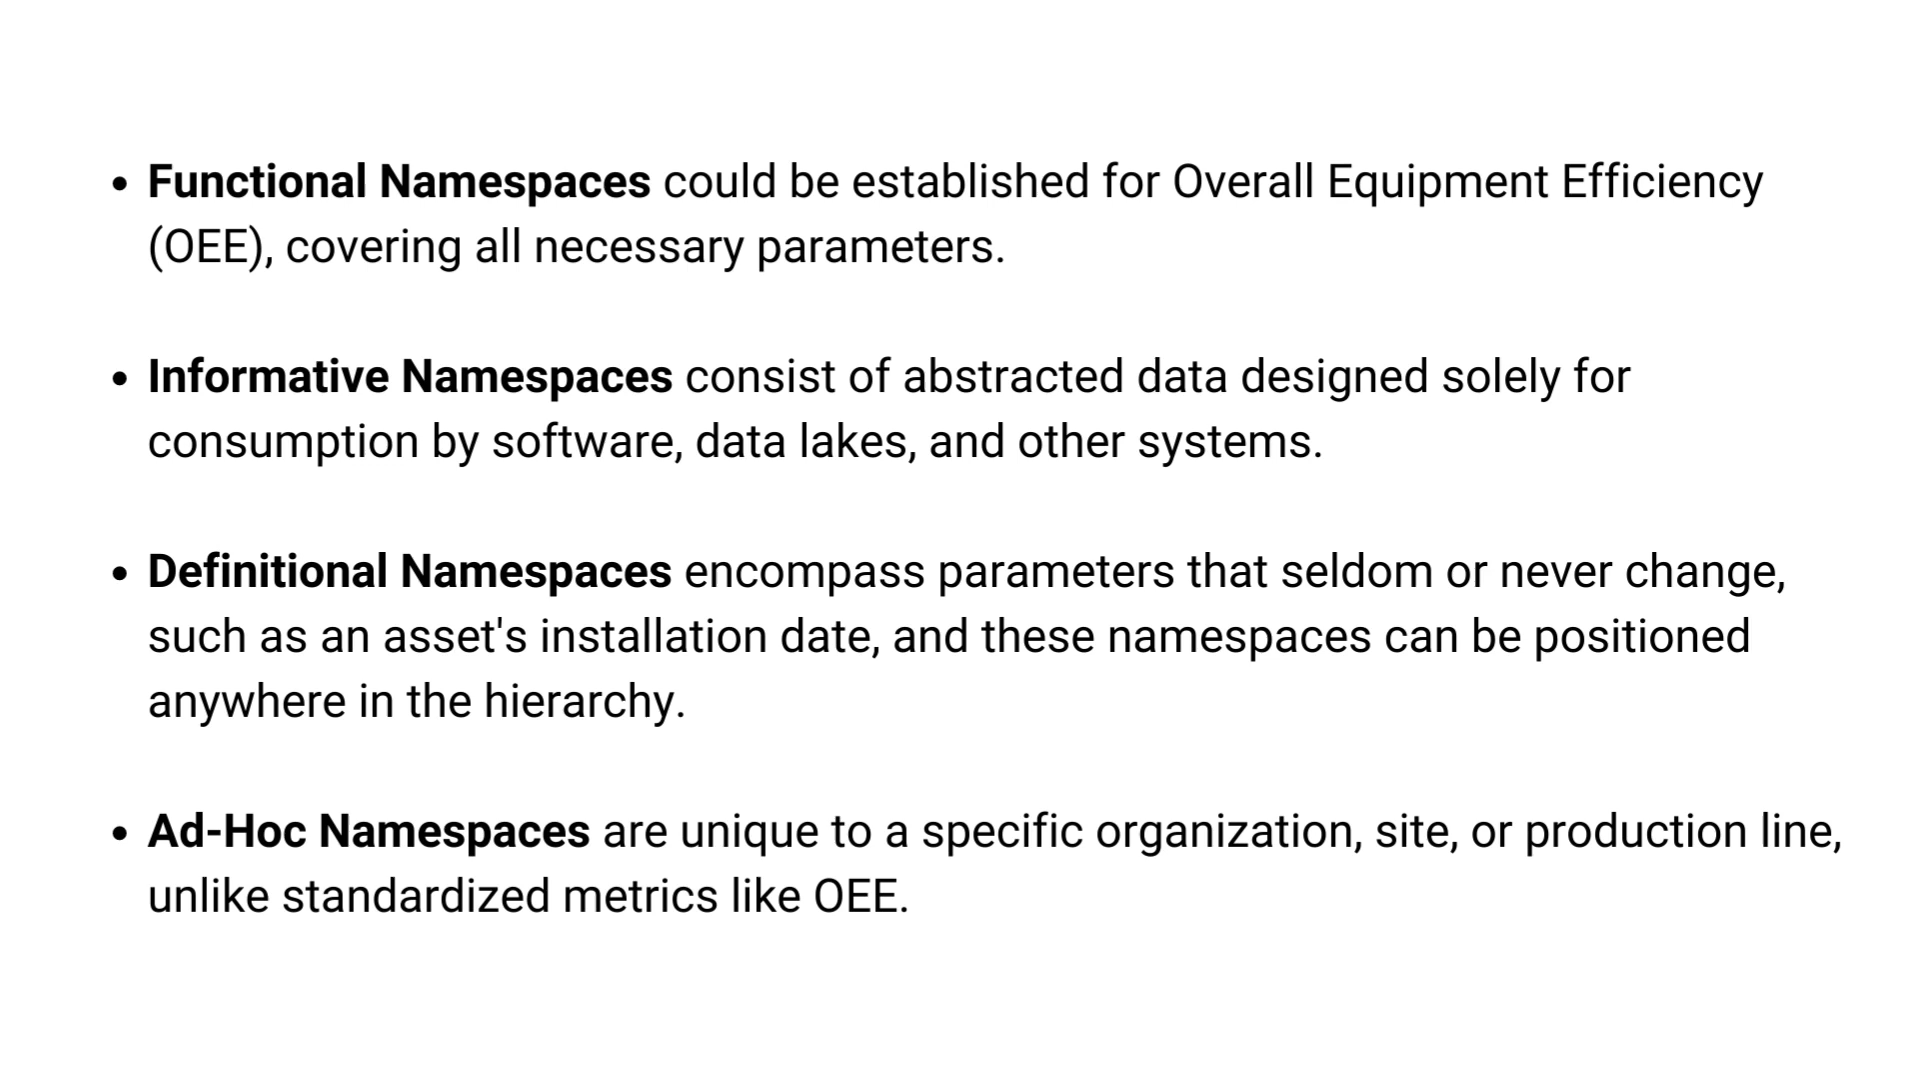 • Functional Namespaces could be established for Overall Equipment Efficiency
(OEE), covering all necessary parameters.
• Informative Namespaces consist of abstracted data designed solely for
consumption by software, data lakes, and other systems.
• Definitional Namespaces encompass parameters that seldom or never change,
such as an asset's installation date, and these namespaces can be positioned
anywhere in the hierarchy.
• Ad-Hoc Namespaces are unique to a specific organization, site, or production line,
unlike standardized metrics like OEE.